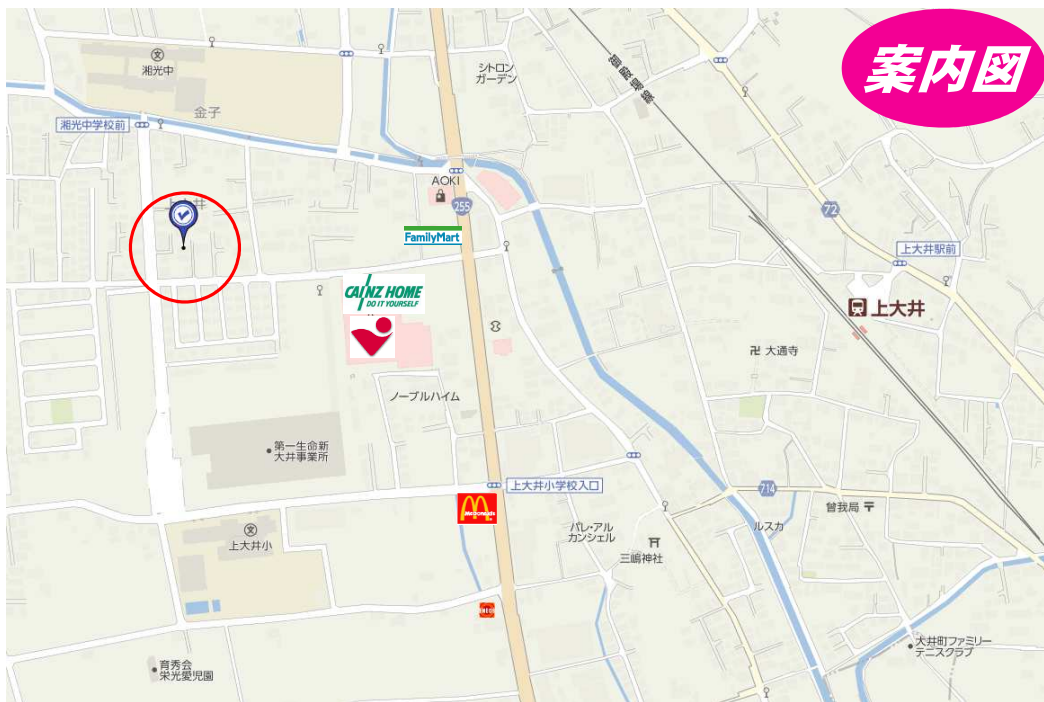 案内図
湘光中
シトロン
ガーデン
御殿場線
金子
湘光中学校前
AOKI
上大井
255
72
FamilyMart
上大井駅前
CAINZ HOME
DO IT YOURSELF
上大井
大通寺
ノーブルハイム
第一生命新
大井事業所
上大井小学校入口
714
McDonald's
曽我局
ルスカ
パレ・アル
カンシェル
上大井小
三嶋神社
ENEOS
大井町ファミリー
テニスクラブ
育秀会
栄光愛児園